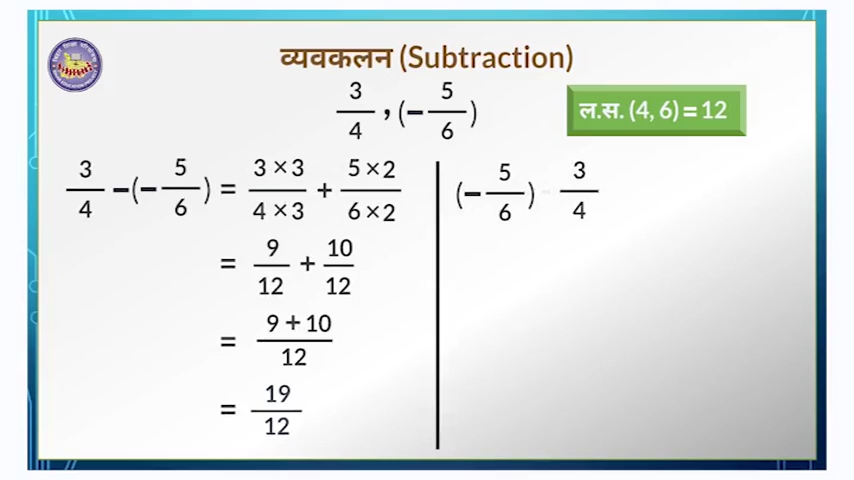 व्यवकलन (Subtraction)
3/4 , (−5/6)
ल.स. (4, 6) = 12
3/4 −(−5/6) = 3 × 3/4 × 3 + 5 × 2/6 × 2
= 9/12 + 10/12
= 9 + 10/12
= 19/12
(−5/6) − 3/4